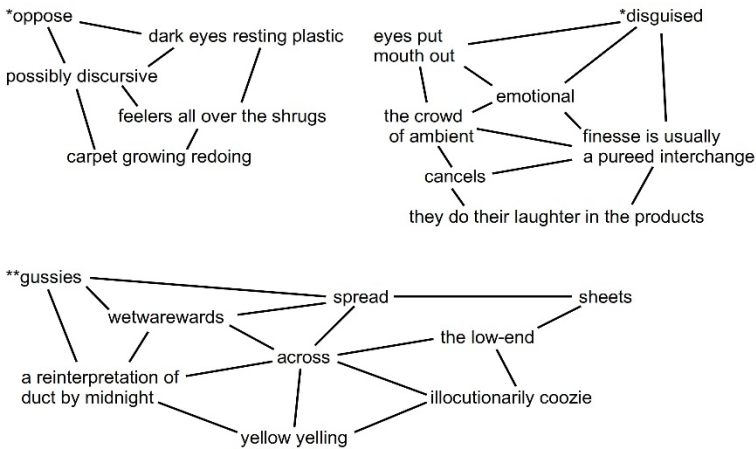 *oppose
dark eyes resting plastic
possibly discursive
feelers all over the shrugs
carpet growing redoing
*disguised
eyes put
mouth out
emotional
the crowd
of ambient
finesse is usually
a pureed interchange
cancels
they do their laughter in the products
**gussies
spread
sheets
wetwarewards
the low-end
across
a reinterpretation of
duct by midnight
illocutionarily coozie
yellow yelling